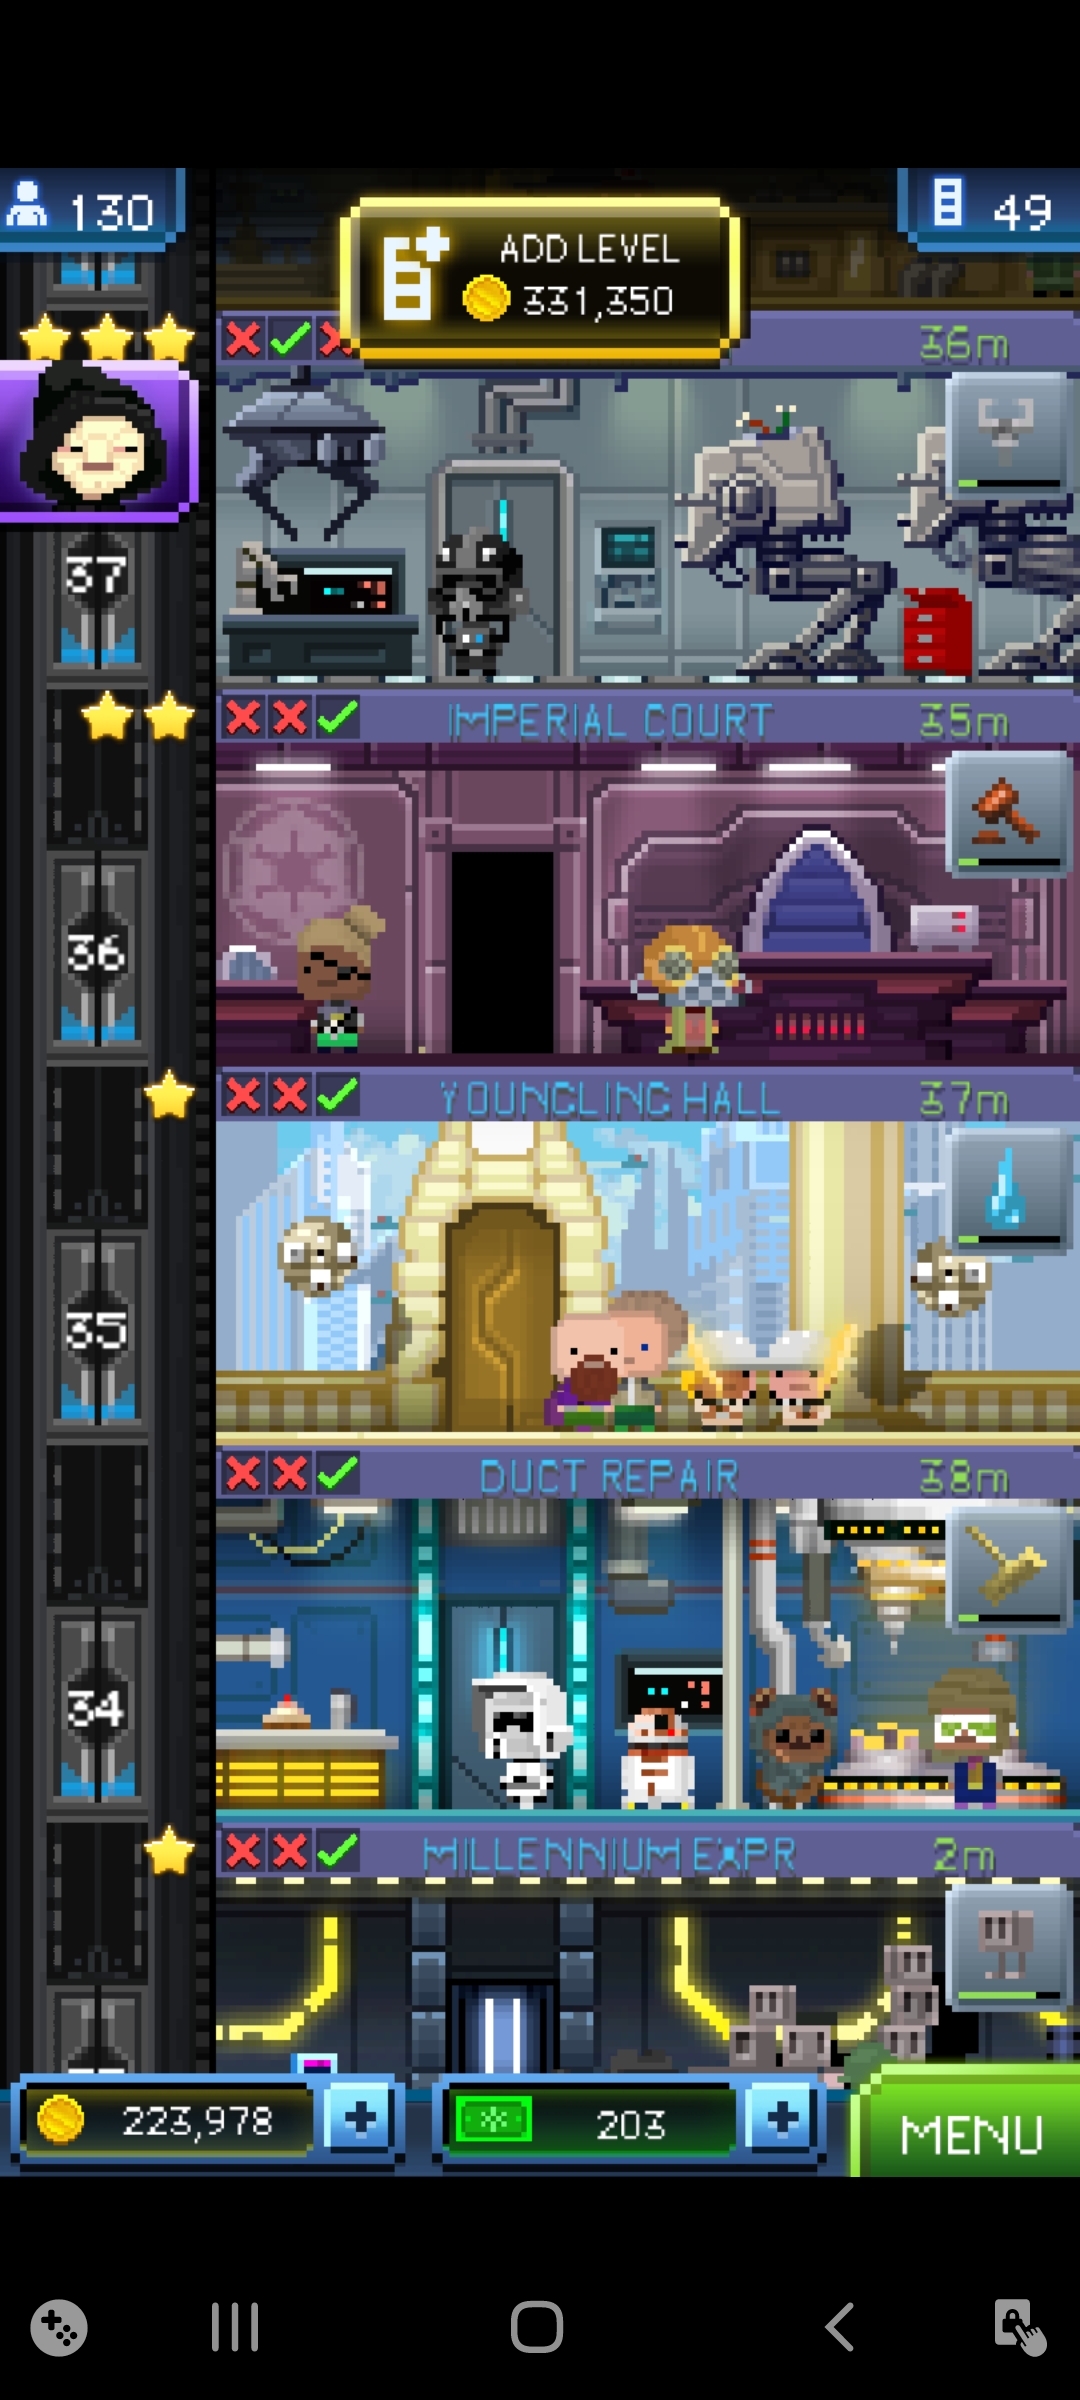 130
ADD LEVEL
331,350
49
36m
37
IMPERIAL COURT
35m
36
YOUNGLING HALL
37m
35
DUCT REPAIR
38m
34
MILLENNIUM EXPR
2m
223,978
203
MENU